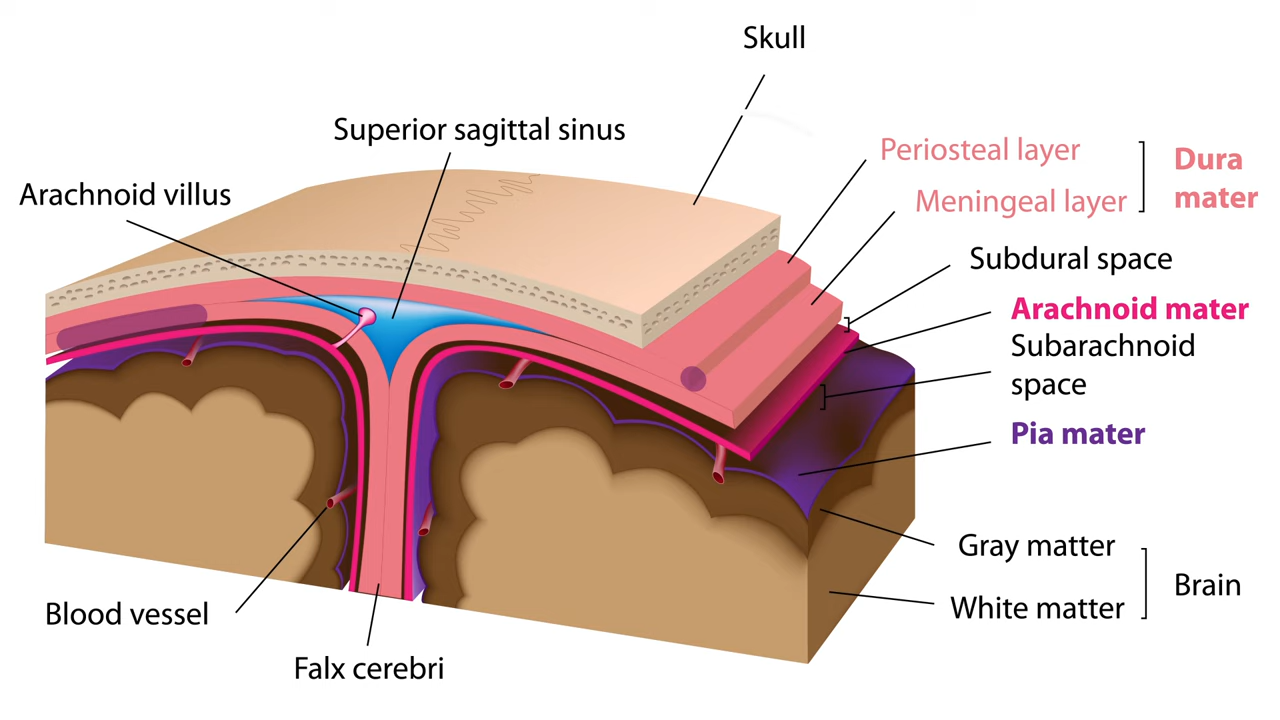 Skull
Superior sagittal sinus
Arachnoid villus
Periosteal layer
Meningeal layer
Dura
mater
Subdural space
Arachnoid mater
Subarachnoid
space
Pia mater
Gray matter
White matter
Brain
Blood vessel
Falx cerebri